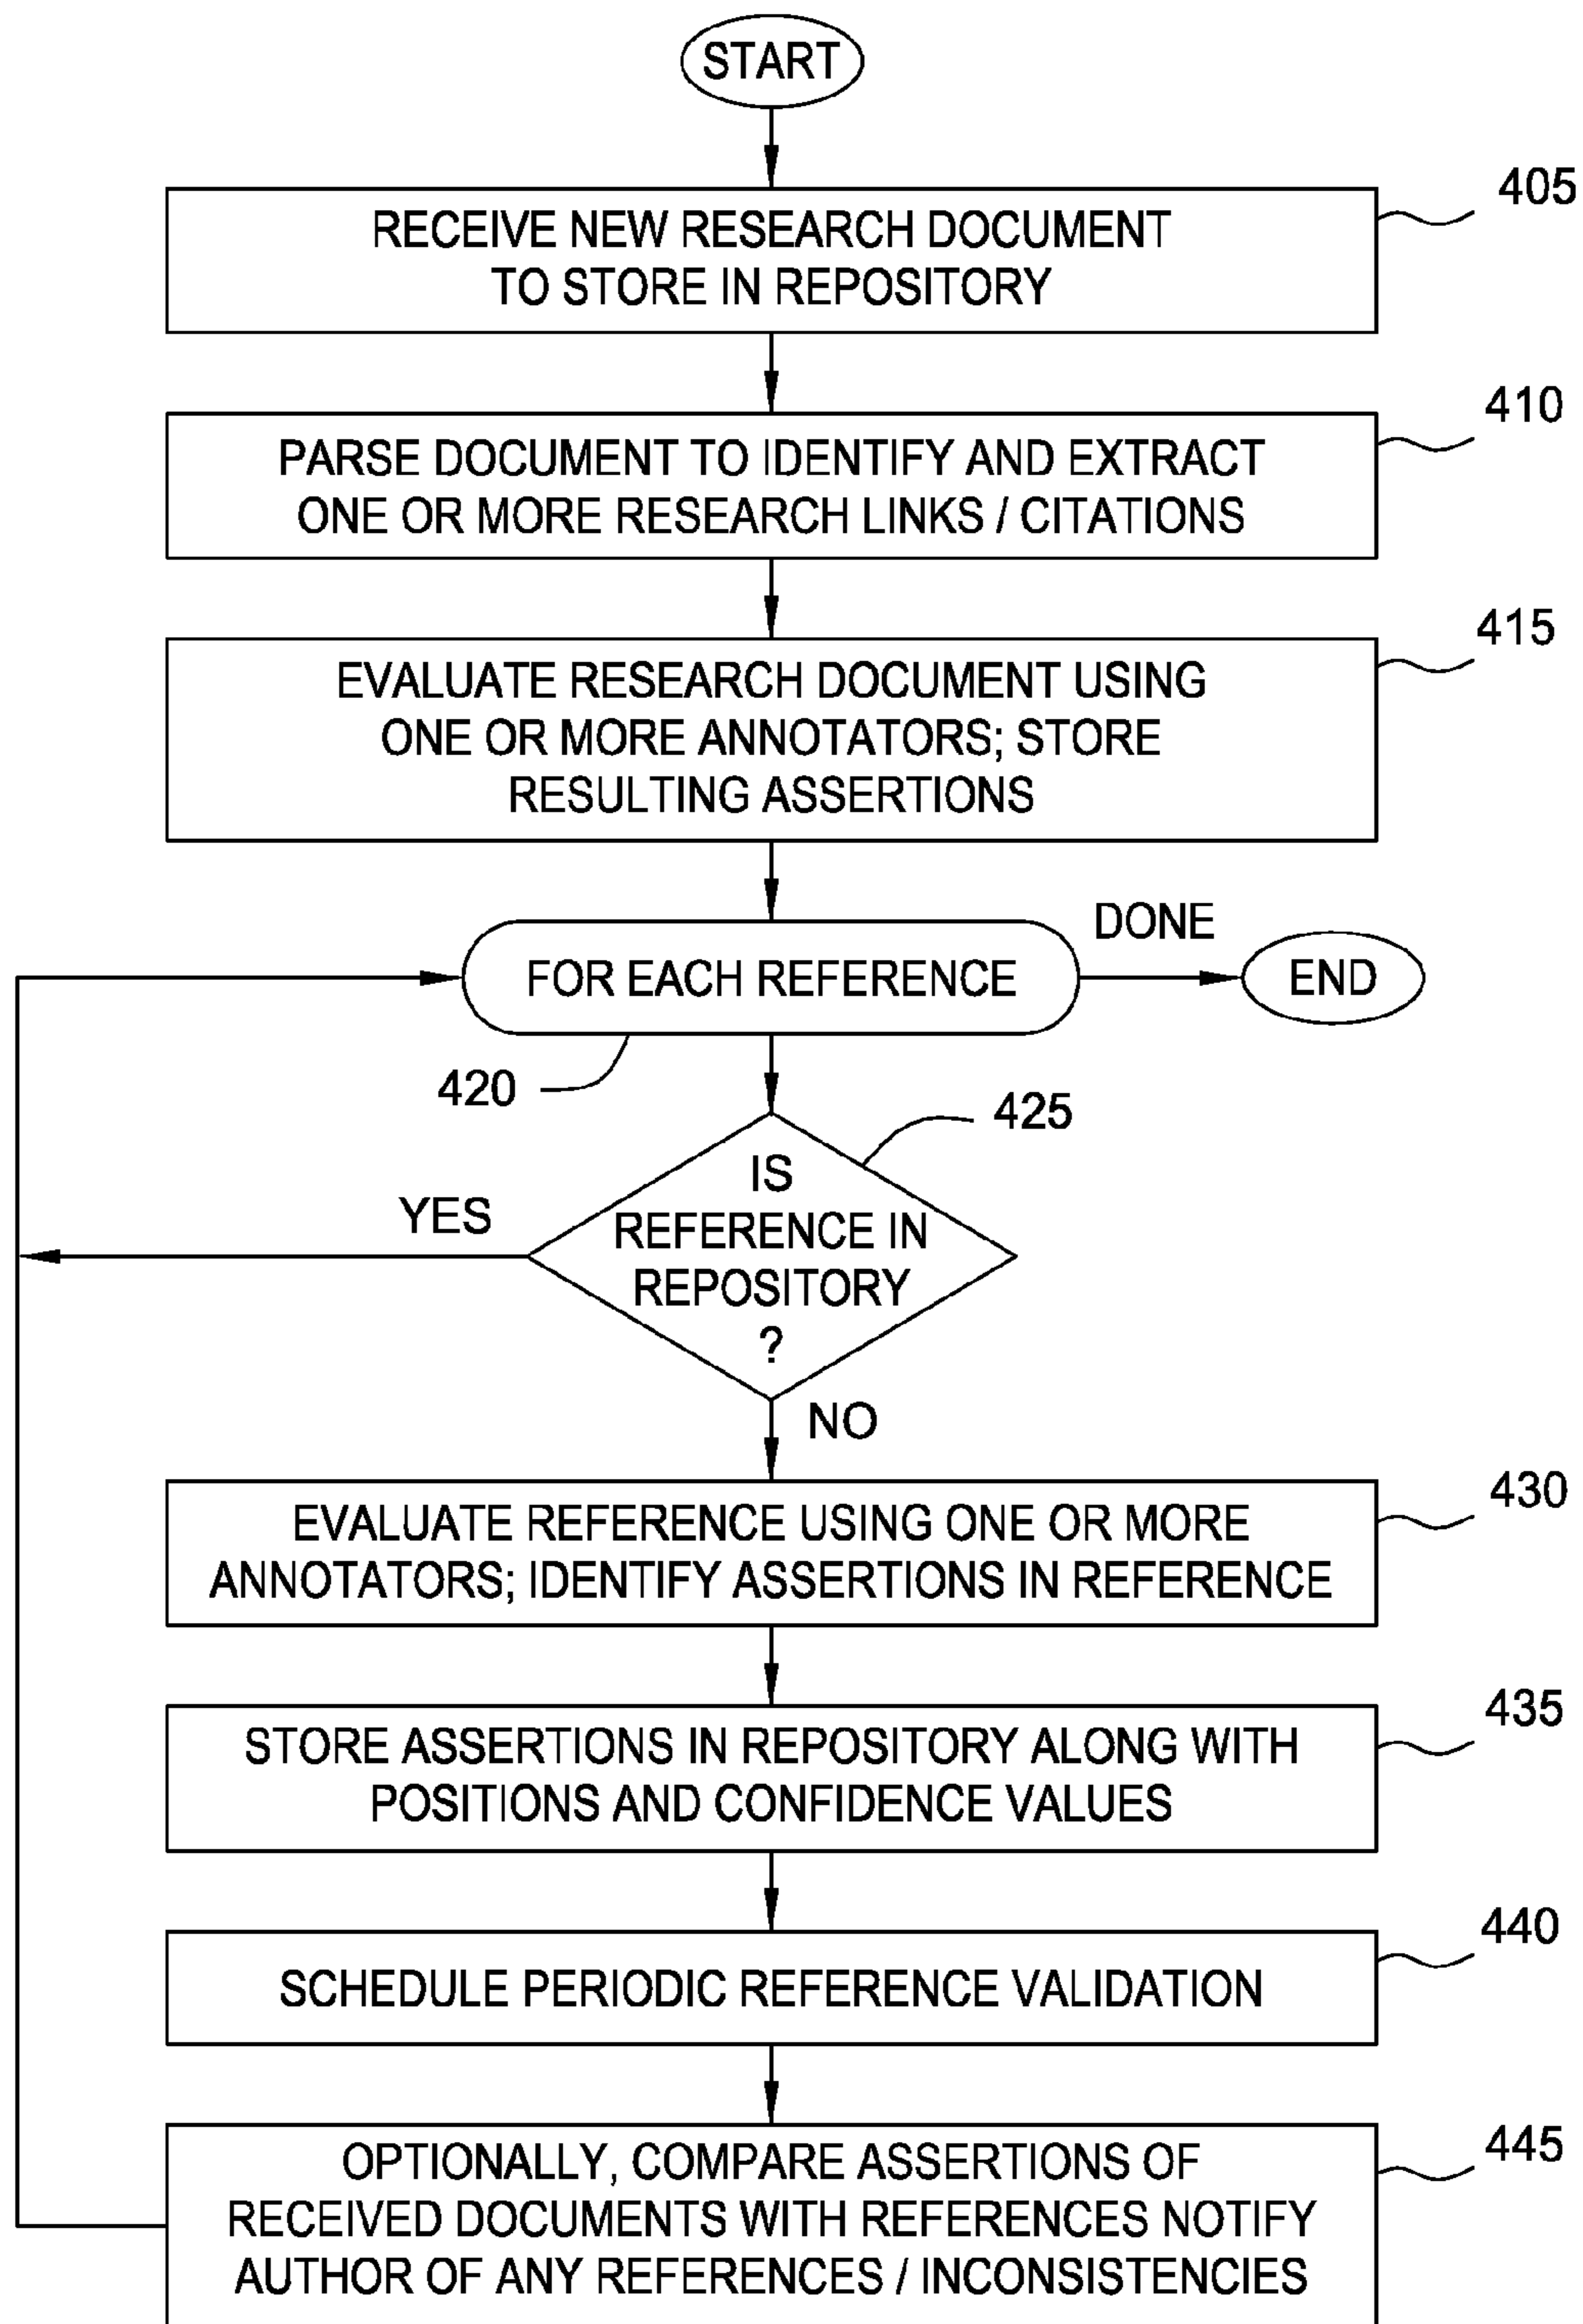 START
405
RECEIVE NEW RESEARCH DOCUMENT
TO STORE IN REPOSITORY
410
PARSE DOCUMENT TO IDENTIFY AND EXTRACT
ONE OR MORE RESEARCH LINKS / CITATIONS
415
EVALUATE RESEARCH DOCUMENT USING
ONE OR MORE ANNOTATORS; STORE
RESULTING ASSERTIONS
DONE
FOR EACH REFERENCE
END
420
425
IS
REFERENCE IN
REPOSITORY
?
YES
NO
430
EVALUATE REFERENCE USING ONE OR MORE
ANNOTATORS; IDENTIFY ASSERTIONS IN REFERENCE
435
STORE ASSERTIONS IN REPOSITORY ALONG WITH
POSITIONS AND CONFIDENCE VALUES
440
SCHEDULE PERIODIC REFERENCE VALIDATION
445
OPTIONALLY, COMPARE ASSERTIONS OF
RECEIVED DOCUMENTS WITH REFERENCES NOTIFY
AUTHOR OF ANY REFERENCES / INCONSISTENCIES